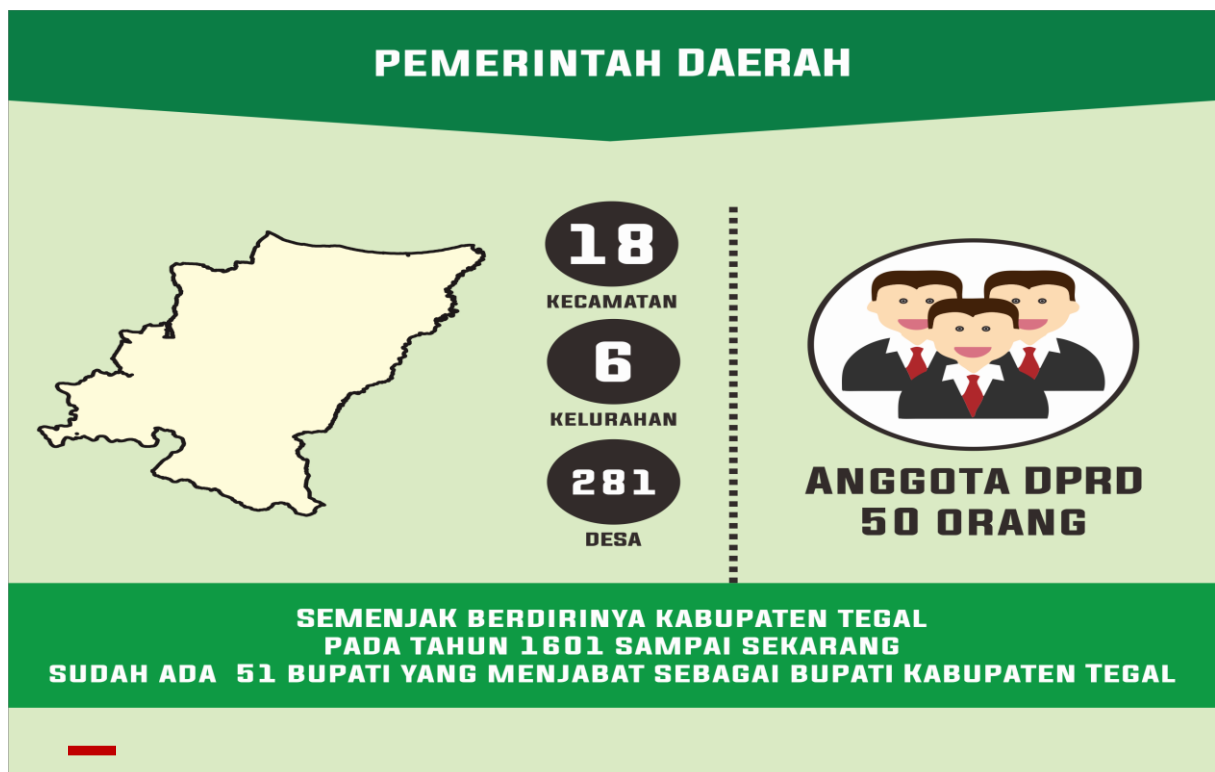 PEMERINTAH DAERAH
18
KECAMATAN
6
KELURAHAN
281
DESA
ANGGOTA DPRD
50 ORANG
SEMENJAK BERDIRINYA KABUPATEN TEGAL
PADA TAHUN 1601 SAMPAI SEKARANG
SUDAH ADA 51 BUPATI YANG MENJABAT SEBAGAI BUPATI KABUPATEN TEGAL